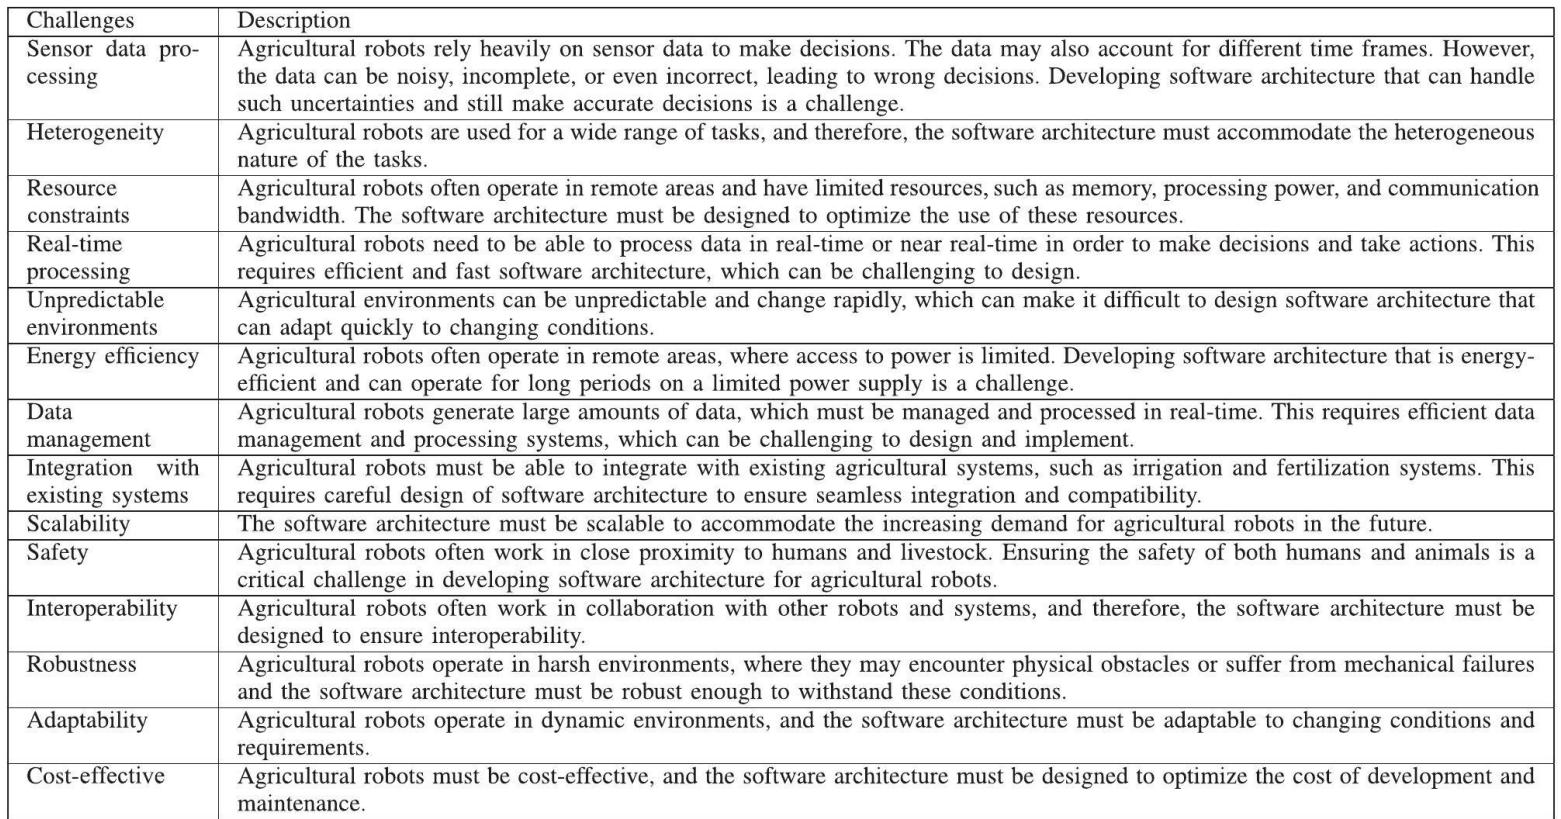 Challenges Description
Sensor data pro- Agricultural robots rely heavily on sensor data to make decisions. The data may also account for different time frames. However,
cessing the data can be noisy, incomplete, or even incorrect, leading to wrong decisions. Developing software architecture that can handle
such uncertainties and still make accurate decisions is a challenge.
Heterogeneity Agricultural robots are used for a wide range of tasks, and therefore, the software architecture must accommodate the heterogeneous
nature of the tasks.
Resource Agricultural robots often operate in remote areas and have limited resources, such as memory, processing power, and communication
constraints bandwidth. The software architecture must be designed to optimize the use of these resources.
Real-time Agricultural robots need to be able to process data in real-time or near real-time in order to make decisions and take actions. This
processing requires efficient and fast software architecture, which can be challenging to design.
Unpredictable Agricultural environments can be unpredictable and change rapidly, which can make it difficult to design software architecture that
environments can adapt quickly to changing conditions.
Energy efficiency Agricultural robots often operate in remote areas, where access to power is limited. Developing software architecture that is energy-
efficient and can operate for long periods on a limited power supply is a challenge.
Data Agricultural robots generate large amounts of data, which must be managed and processed in real-time. This requires efficient data
management management and processing systems, which can be challenging to design and implement.
Integration with Agricultural robots must be able to integrate with existing agricultural systems, such as irrigation and fertilization systems. This
existing systems requires careful design of software architecture to ensure seamless integration and compatibility.
Scalability The software architecture must be scalable to accommodate the increasing demand for agricultural robots in the future.
Safety Agricultural robots often work in close proximity to humans and livestock. Ensuring the safety of both humans and animals is a
critical challenge in developing software architecture for agricultural robots.
Interoperability Agricultural robots often work in collaboration with other robots and systems, and therefore, the software architecture must be
designed to ensure interoperability.
Robustness Agricultural robots operate in harsh environments, where they may encounter physical obstacles or suffer from mechanical failures
and the software architecture must be robust enough to withstand these conditions.
Adaptability Agricultural robots operate in dynamic environments, and the software architecture must be adaptable to changing conditions and
requirements.
Cost-effective Agricultural robots must be cost-effective, and the software architecture must be designed to optimize the cost of development and
maintenance.